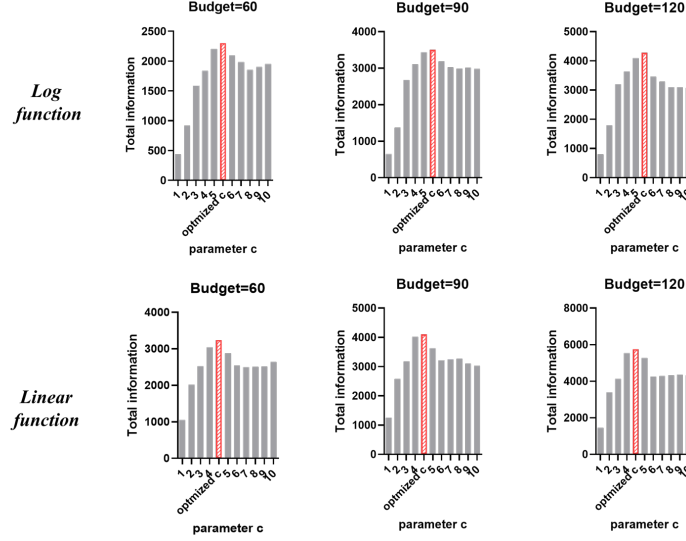 Budget=60
Budget=90
Budget=120
Log
function
Total information
2500
2000
1500
1000
500
0
1 2 3 4 5 optmized c 6 7 8 9 10
parameter c
Total information
4000
3000
2000
1000
0
1 2 3 4 5 optmized c 6 7 8 9 10
parameter c
Total information
5000
4000
3000
2000
1000
0
1 2 3 4 5 optmized c 6 7 8 9 10
parameter c
Budget=60
Budget=90
Budget=120
Linear
function
Total information
4000
3000
2000
1000
0
1 2 3 4 optmized c 5 6 7 8 9 10
parameter c
Total information
5000
4000
3000
2000
1000
0
1 2 3 4 optmized c 5 6 7 8 9 10
parameter c
Total information
8000
6000
4000
2000
0
1 2 3 4 optmized c 5 6 7 8 9 10
parameter c